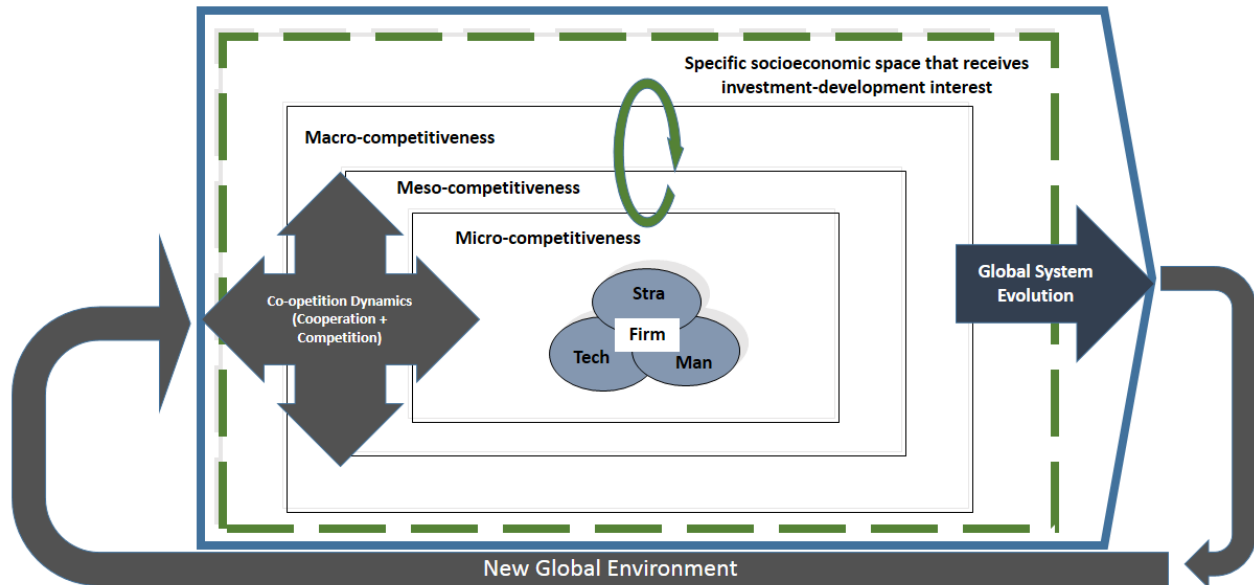 Specific socioeconomic space that receives
investment-development interest
Macro-competitiveness
Meso-competitiveness
Micro-competitiveness
Co-opetition Dynamics
(Cooperation +
Competition)
Stra
Firm
Tech
Man
Global System
Evolution
New Global Environment